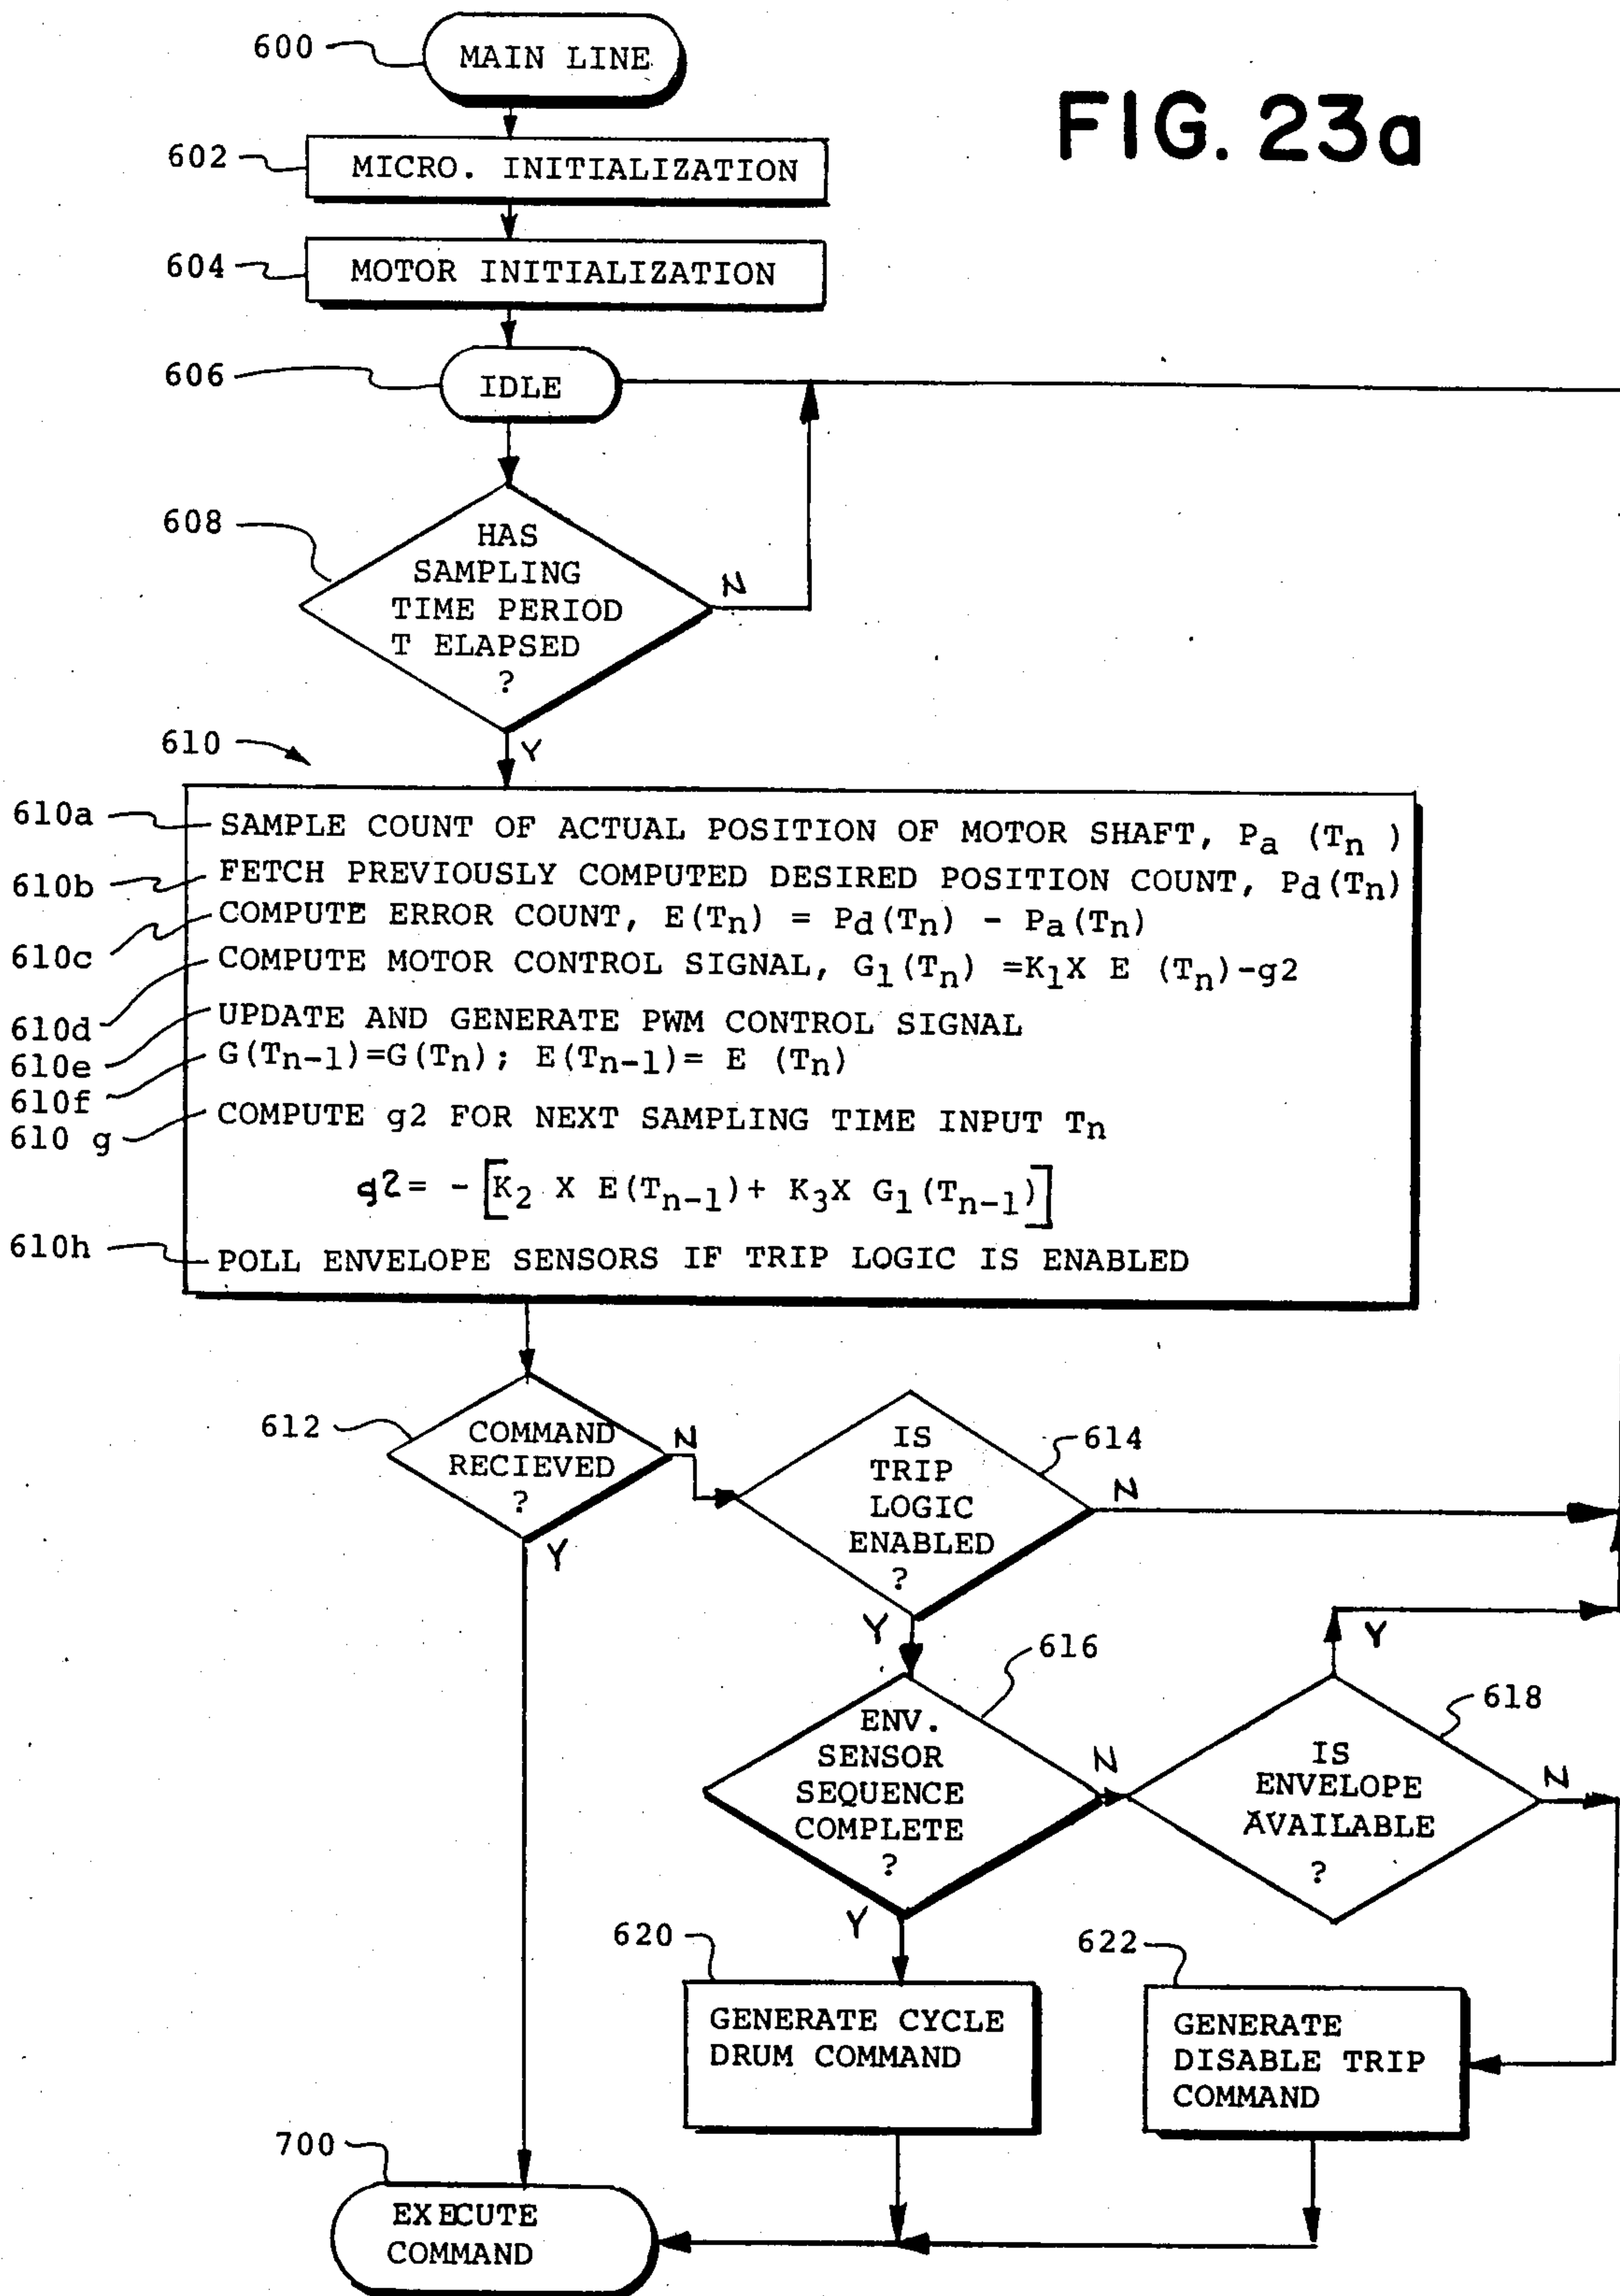 FIG. 23a
600
MAIN LINE
602
MICRO. INITIALIZATION
604
MOTOR INITIALIZATION
606
IDLE
608
HAS
SAMPLING
TIME PERIOD
T ELAPSED
?
N
Y
610
610a
SAMPLE COUNT OF ACTUAL POSITION OF MOTOR SHAFT, Pa (Tn )
610b
FETCH PREVIOUSLY COMPUTED DESIRED POSITION COUNT, Pd(Tn)
610c
COMPUTE ERROR COUNT, E(Tn) = Pd(Tn) - Pa(Tn)
610d
COMPUTE MOTOR CONTROL SIGNAL, G1(Tn) =K1X E (Tn)-g2
610e
UPDATE AND GENERATE PWM CONTROL SIGNAL
610f
G(Tn-1)=G(Tn); E(Tn-1)= E (Tn)
610 g
COMPUTE g2 FOR NEXT SAMPLING TIME INPUT Tn
g2= -[K2 X E(Tn-1)+ K3X G1(Tn-1)]
610h
POLL ENVELOPE SENSORS IF TRIP LOGIC IS ENABLED
612
COMMAND
RECIEVED
?
N
Y
614
IS
TRIP
LOGIC
ENABLED
?
N
Y
616
ENV.
SENSOR
SEQUENCE
COMPLETE
?
N
Y
618
IS
ENVELOPE
AVAILABLE
?
Y
N
620
GENERATE CYCLE
DRUM COMMAND
622
GENERATE
DISABLE TRIP
COMMAND
700
EXECUTE
COMMAND